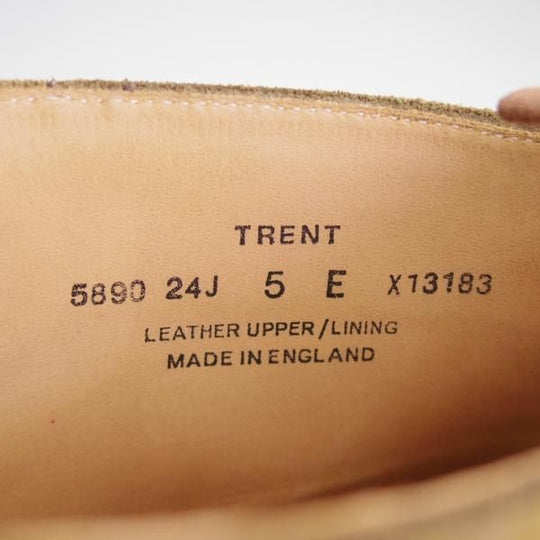 TRENT
5890 24J 5 E X13183
LEATHER UPPER/LINING
MADE IN ENGLAND